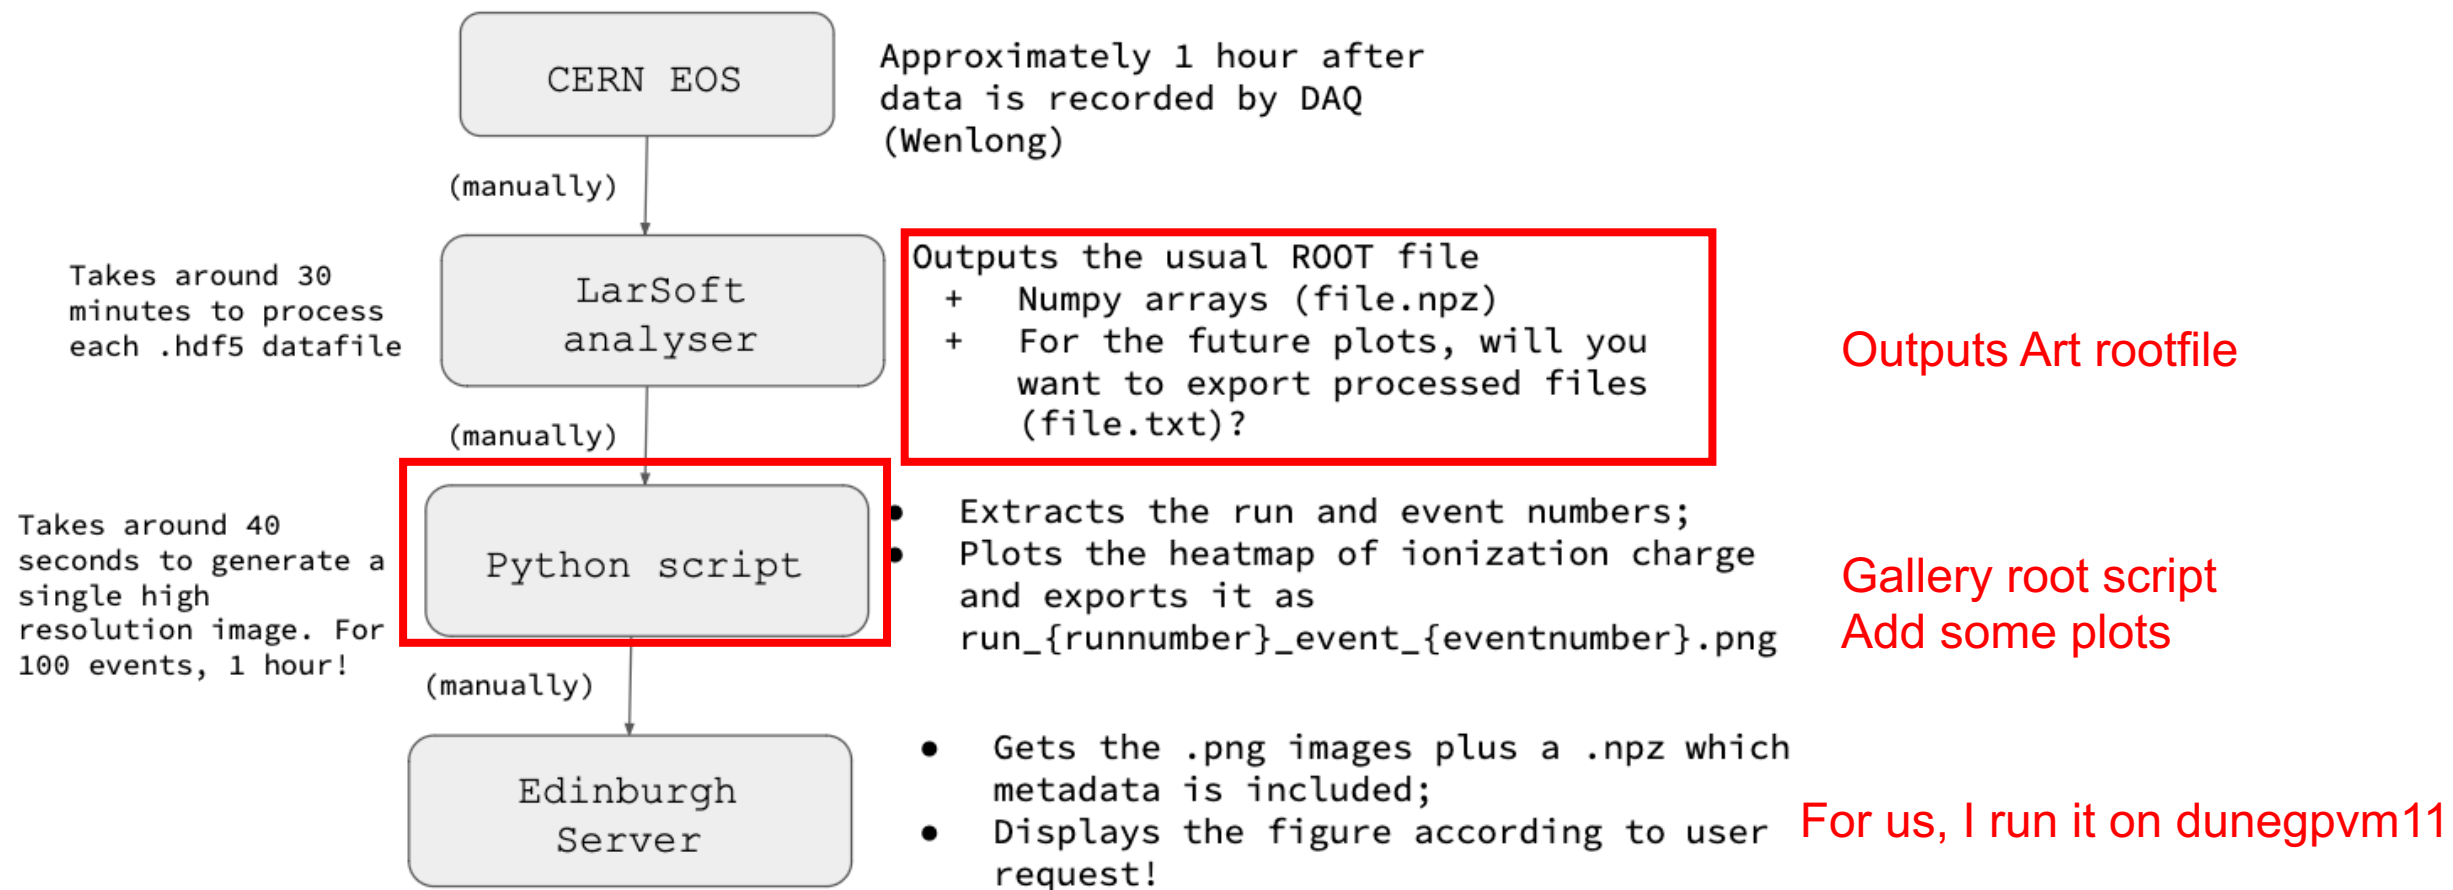 CERN EOS
Approximately 1 hour after
data is recorded by DAQ
(Wenlong)
(manually)
Takes around 30
minutes to process
each .hdf5 datafile
LarSoft
analyser
Outputs the usual ROOT file
+ Numpy arrays (file.npz)
+ For the future plots, will you
want to export processed files
(file.txt)?
Outputs Art rootfile
(manually)
Takes around 40
seconds to generate a
single high
resolution image. For
100 events, 1 hour!
Python script
● Extracts the run and event numbers;
● Plots the heatmap of ionization charge
and exports it as
run_{runnumber}_event_{eventnumber}.png
Gallery root script
Add some plots
(manually)
Edinburgh
Server
● Gets the .png images plus a .npz which
metadata is included;
● Displays the figure according to user
request!
For us, I run it on dunegpvm11